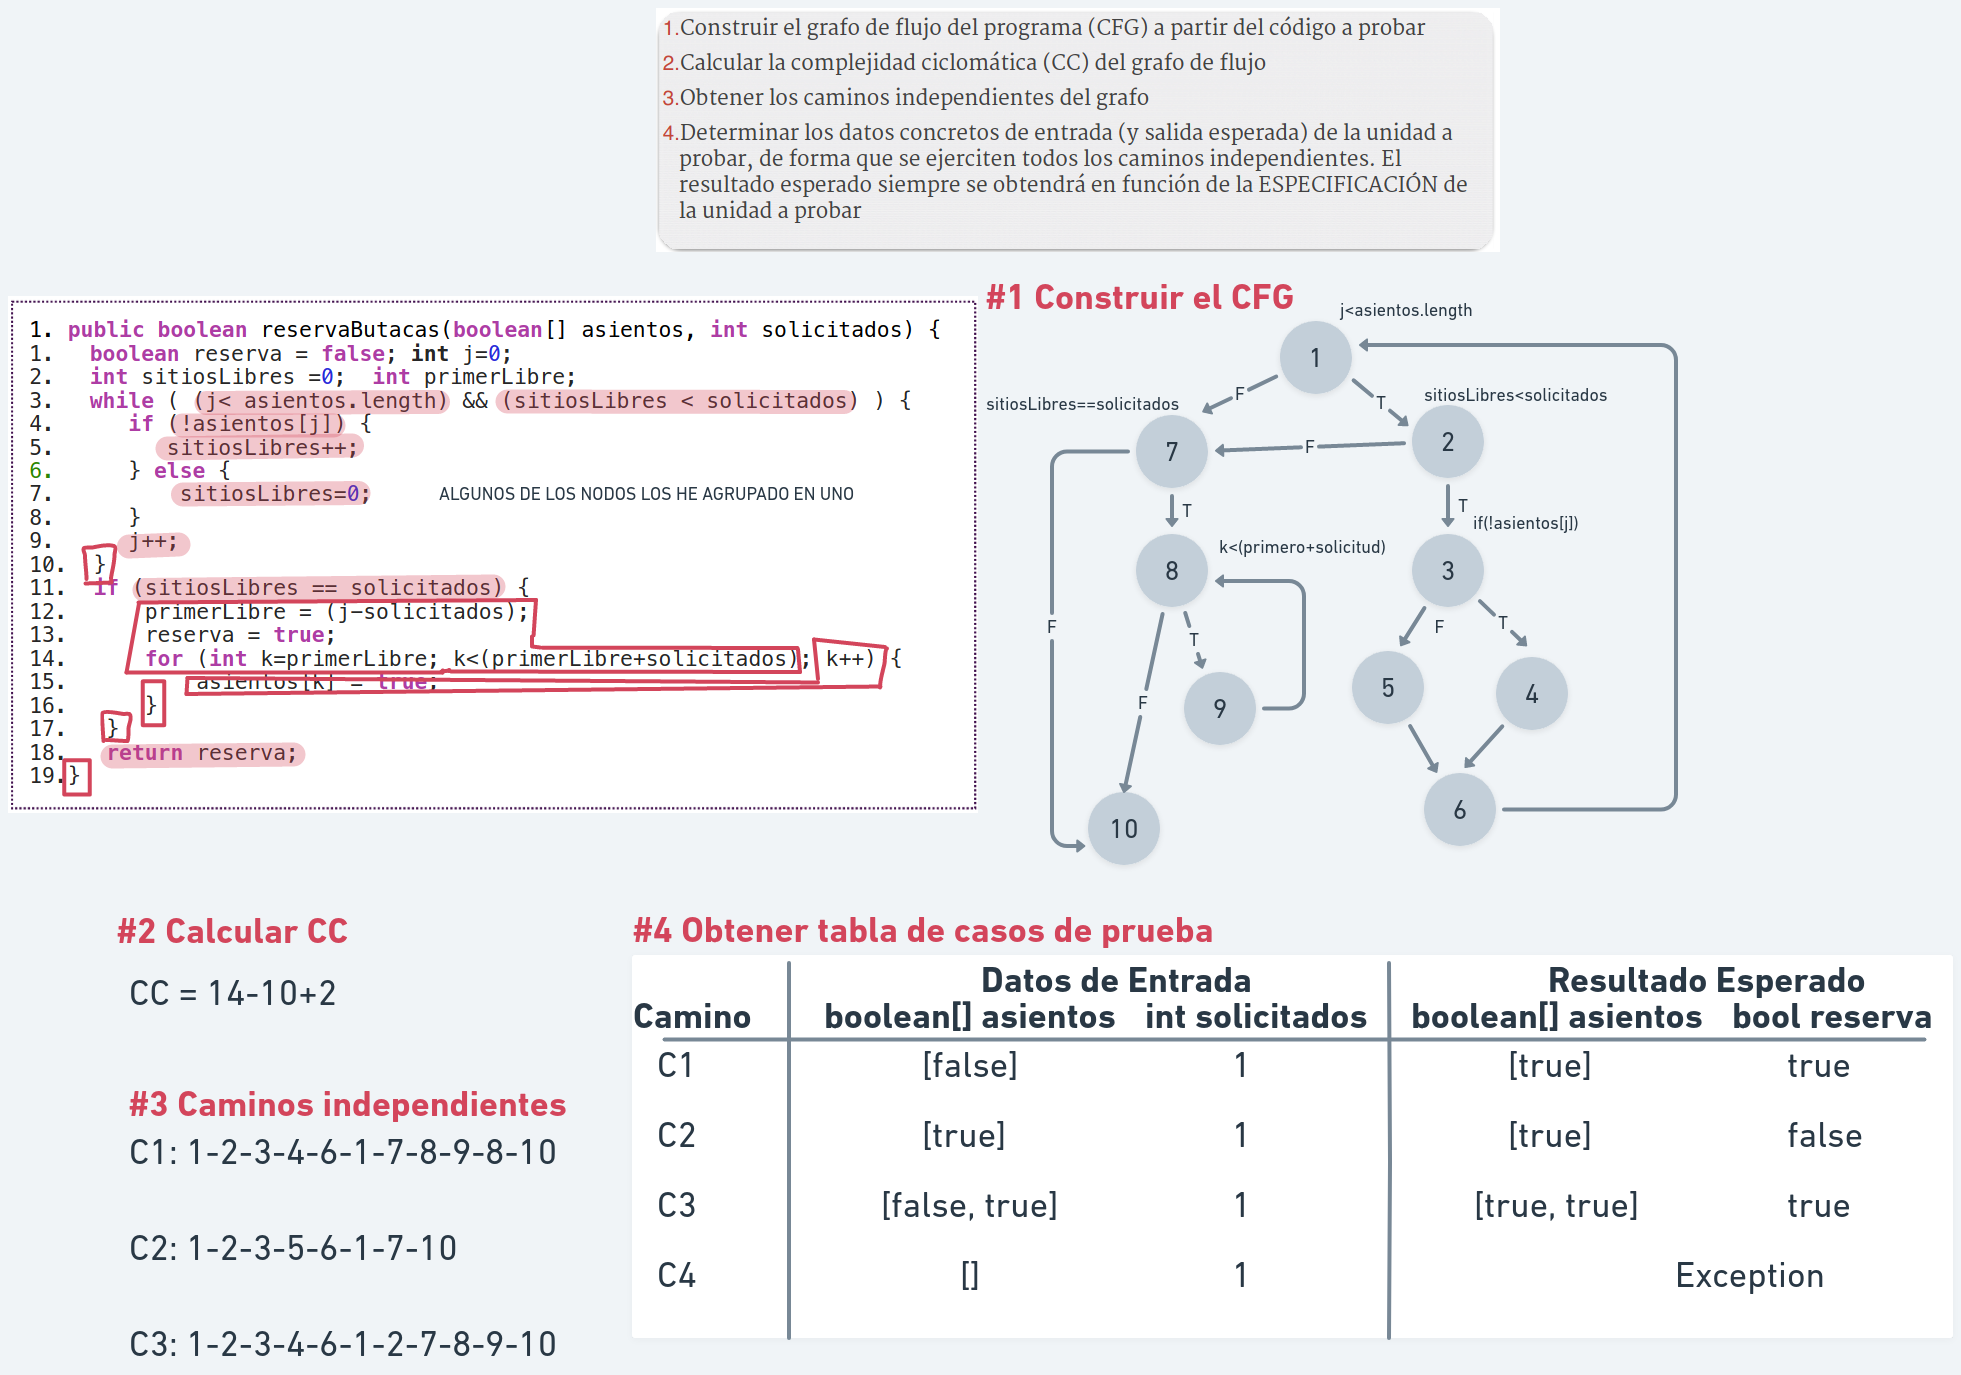 1.Construir el grafo de flujo del programa (CFG) a partir del código a probar
2.Calcular la complejidad ciclomática (CC) del grafo de flujo
3.Obtener los caminos independientes del grafo
4.Determinar los datos concretos de entrada (y salida esperada) de la unidad a
probar, de forma que se ejerciten todos los caminos independientes. El
resultado esperado siempre se obtendrá en función de la ESPECIFICACIÓN de
la unidad a probar
1. public boolean reservaButacas(boolean[] asientos, int solicitados) {
1. boolean reserva = false; int j=0;
2. int sitiosLibres =0; int primerLibre;
3. while ( (j< asientos.length) && (sitiosLibres < solicitados) ) {
4. if (!asientos[j]) {
5. sitiosLibres++;
6. } else {
7. sitiosLibres=0;
ALGUNOS DE LOS NODOS LOS HE AGRUPADO EN UNO
8. }
9. j++;
10. }
11. if (sitiosLibres == solicitados) {
12. primerLibre = (j-solicitados);
13. reserva = true;
14. for (int k=primerLibre; k<(primerLibre+solicitados); k++) {
15. asientos[k] = true;
16. }
17. }
18. return reserva;
19. }
#1 Construir el CFG
j<asientos.length
1
F
T
sitiosLibres==solicitados
sitiosLibres<solicitados
7
F
2
T
T
if(!asientos[j])
k<(primero+solicitud)
8
3
F
T
F
T
F
9
5
4
10
6
#2 Calcular CC
CC = 14-10+2
#3 Caminos independientes
C1: 1-2-3-4-6-1-7-8-9-8-10
C2: 1-2-3-5-6-1-7-10
C3: 1-2-3-4-6-1-2-7-8-9-10
#4 Obtener tabla de casos de prueba
Datos de Entrada Resultado Esperado
Camino boolean[] asientos int solicitados boolean[] asientos bool reserva
C1 [false] 1 [true] true
C2 [true] 1 [true] false
C3 [false, true] 1 [true, true] true
C4 [] 1 Exception